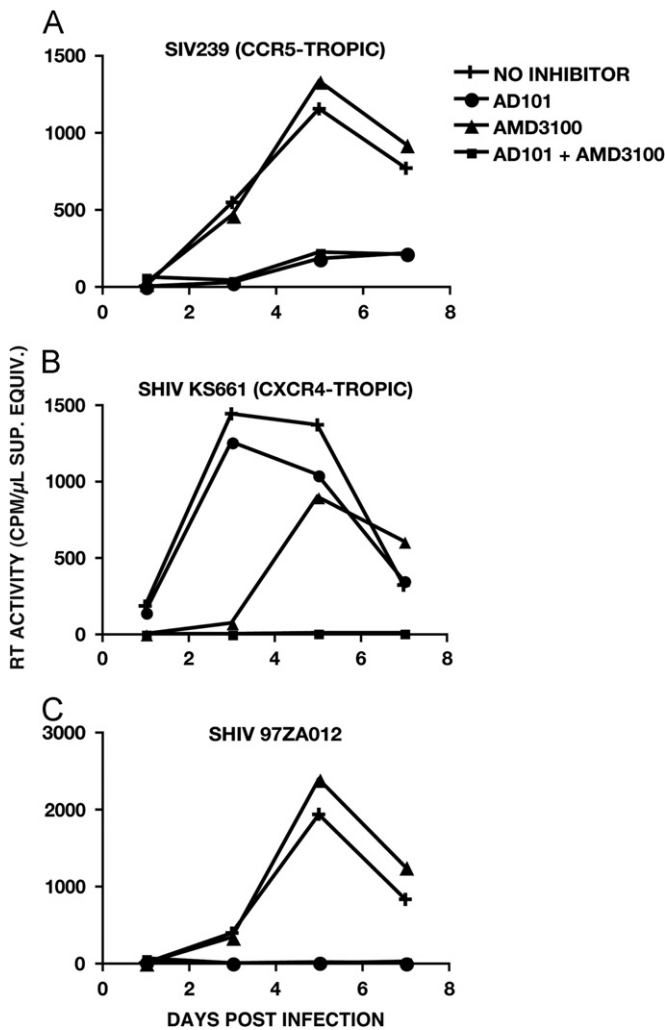 A
SIV239 (CCR5-TROPIC)
NO INHIBITOR
AD101
AMD3100
AD101 + AMD3100
1500
1000
500
0
0 2 4 6 8
B
SHIV KS661 (CXCR4-TROPIC)
1500
1000
500
0
0 2 4 6 8
RT ACTIVITY (CPM/µL SUP. EQUIV.)
C
SHIV 97ZA012
3000
2000
1000
0
0 2 4 6 8
DAYS POST INFECTION